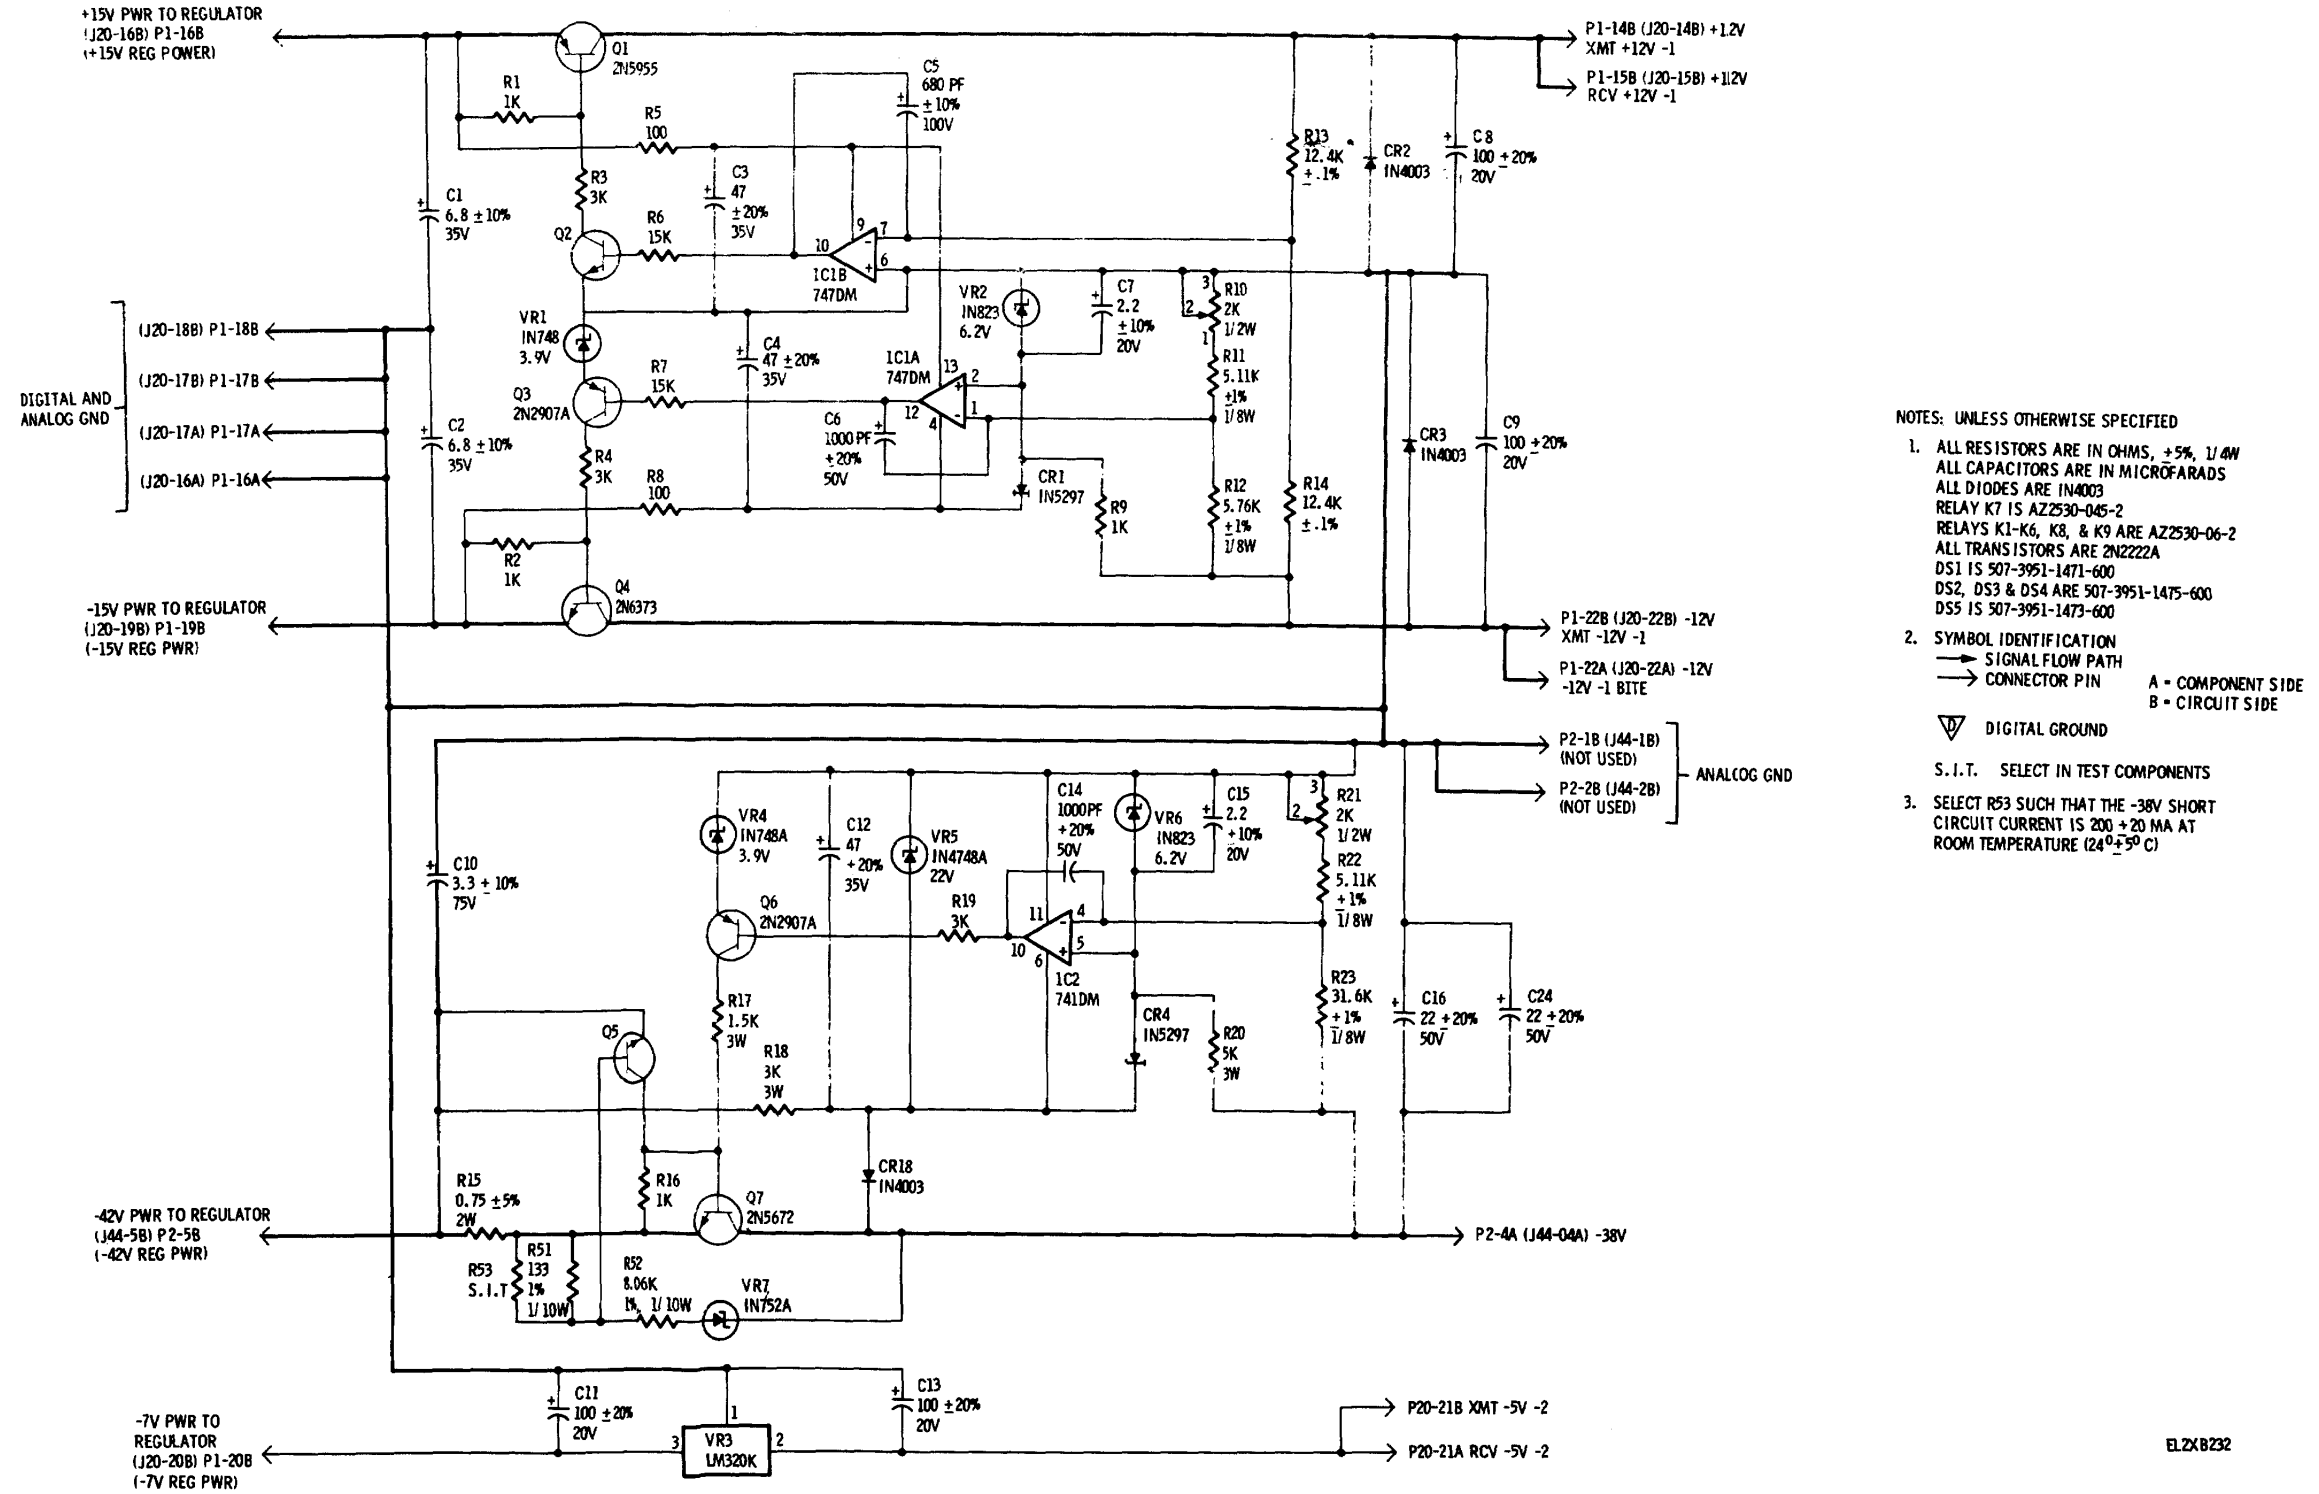 +15V PWR TO REGULATOR
(J20-16B) P1-16B
(+15V REG POWER)
Q1
2N5955
R1
1K
R5
100
C5
680 PF
±10%
100V
P1-14B (J20-14B) +12V
XMT +12V -1
P1-15B (J20-15B) +12V
RCV +12V -1
R13
12.4K
±.1%
CR2
IN4003
C8
100 ±20%
20V
R3
3K
C3
47
±20%
35V
C1
6.8 ±10%
35V
Q2
R6
15K
9
7
10
6
1C1B
747DM
VR2
IN823
6.2V
C7
2.2
±10%
20V
3
2
1
R10
2K
1/2W
DIGITAL AND
ANALOG GND
(J20-18B) P1-18B
(J20-17B) P1-17B
(J20-17A) P1-17A
(J20-16A) P1-16A
VR1
IN748
3.9V
C4
47 ±20%
35V
1C1A
747DM
13
2
12
1
4
R11
5.11K
±1%
1/8W
Q3
2N2907A
R7
15K
C6
1000 PF
±20%
50V
C2
6.8 ±10%
35V
R4
3K
R8
100
CR1
IN5297
R9
1K
R12
5.76K
±1%
1/8W
R14
12.4K
±.1%
CR3
IN4003
C9
100 ±20%
20V
R2
1K
Q4
2N6373
-15V PWR TO REGULATOR
(J20-19B) P1-19B
(-15V REG PWR)
P1-22B (J20-22B) -12V
XMT -12V -1
P1-22A (J20-22A) -12V
-12V -1 BITE
NOTES: UNLESS OTHERWISE SPECIFIED
1. ALL RESISTORS ARE IN OHMS, ±5%, 1/4W
ALL CAPACITORS ARE IN MICROFARADS
ALL DIODES ARE IN4003
RELAY K7 IS AZ2530-045-2
RELAYS K1-K6, K8, & K9 ARE AZ2530-06-2
ALL TRANSISTORS ARE 2N2222A
DS1 IS 507-3951-1471-600
DS2, DS3 & DS4 ARE 507-3951-1475-600
DS5 IS 507-3951-1473-600
2. SYMBOL IDENTIFICATION
SIGNAL FLOW PATH
CONNECTOR PIN
A - COMPONENT SIDE
B - CIRCUIT SIDE
D DIGITAL GROUND
S.I.T. SELECT IN TEST COMPONENTS
3. SELECT R53 SUCH THAT THE -38V SHORT
CIRCUIT CURRENT IS 200 ±20 MA AT
ROOM TEMPERATURE (24°±5° C)
P2-1B (J44-1B)
(NOT USED)
P2-2B (J44-2B)
(NOT USED)
ANALOG GND
C10
3.3 ± 10%
75V
VR4
IN748A
3.9V
C12
47
+20%
35V
VR5
IN4748A
22V
C14
1000PF
+20%
50V
VR6
IN823
6.2V
C15
2.2
±10%
20V
3
2
R21
2K
1/2W
R22
5.11K
±1%
1/8W
Q6
2N2907A
R19
3K
11
4
10
5
6
1C2
741DM
R23
31.6K
±1%
1/8W
C16
22 ±20%
50V
C24
22 ±20%
50V
Q5
R17
1.5K
3W
R18
3K
3W
CR4
IN5297
R20
5K
3W
R16
1K
CR18
IN4003
Q7
2N5672
-42V PWR TO REGULATOR
(J44-5B) P2-5B
(-42V REG PWR)
R15
0.75 ±5%
2W
P2-4A (J44-04A) -38V
R53
S.I.T
R51
133
1%
1/10W
R52
8.06K
1%, 1/10W
VR7
IN752A
-7V PWR TO
REGULATOR
(J20-20B) P1-20B
(-7V REG PWR)
C11
100 ±20%
20V
1
3
2
VR3
LM320K
C13
100 ±20%
20V
P20-21B XMT -5V -2
P20-21A RCV -5V -2
EL2XB232